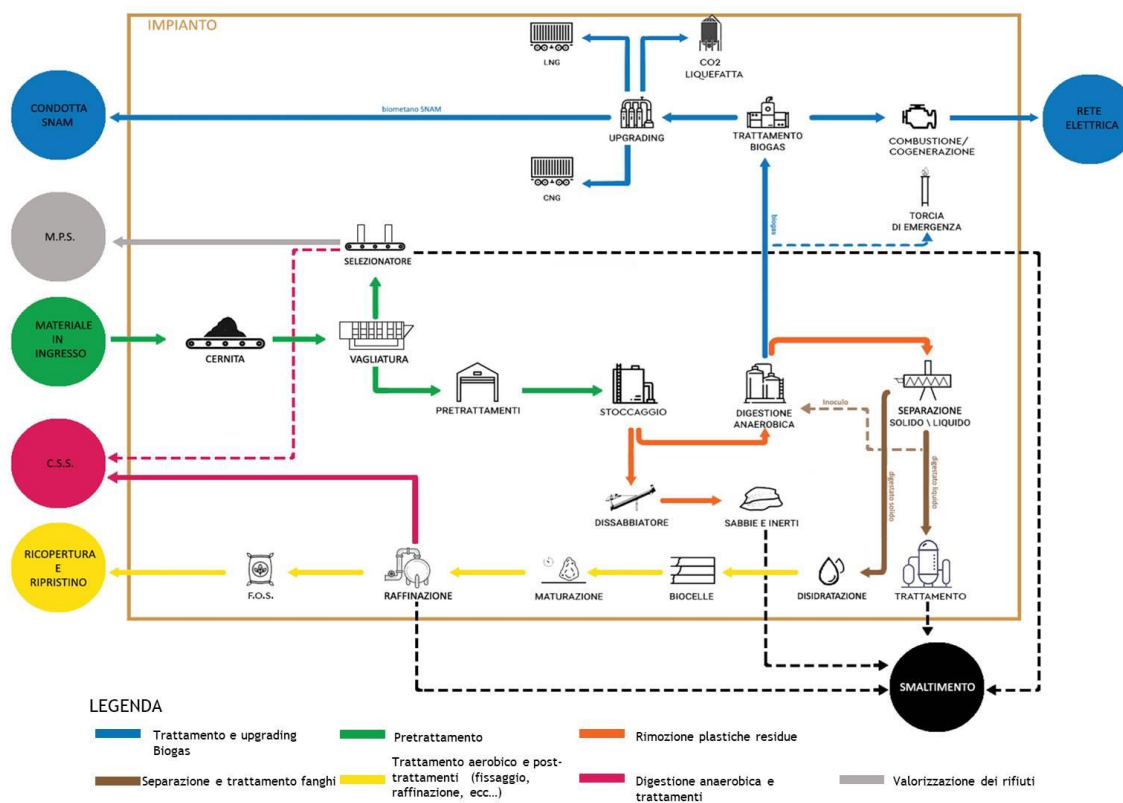 IMPIANTO
LNG
CO2
LIQUEFATTA
CONDOTTA
SNAM
biometano SNAM
UPGRADING
TRATTAMENTO
BIOGAS
COMBUSTIONE/
COGENERAZIONE
RETE
ELETTRICA
CNG
TORCIA
DI EMERGENZA
biogas
M.P.S.
SELEZIONATORE
MATERIALE
IN
INGRESSO
CERNITA
VAGLIATURA
PRETRATTAMENTI
STOCCAGGIO
DIGESTIONE
ANAEROBICA
Inoculo
SEPARAZIONE
SOLIDO \ LIQUIDO
digestato solido
digestato liquido
C.S.S.
DISSABBIATORE
SABBIE E INERTI
RICOPERTURA
E
RIPRISTINO
F.O.S.
RAFFINAZIONE
MATURAZIONE
BIOCELLE
DISIDRATAZIONE
TRATTAMENTO
SMALTIMENTO
LEGENDA
Trattamento e upgrading
Biogas
Pretrattamento
Rimozione plastiche residue
Separazione e trattamento fanghi
Trattamento aerobico e post-
trattamenti (fissaggio,
raffinazione, ecc…)
Digestione anaerobica e
trattamenti
Valorizzazione dei rifiuti